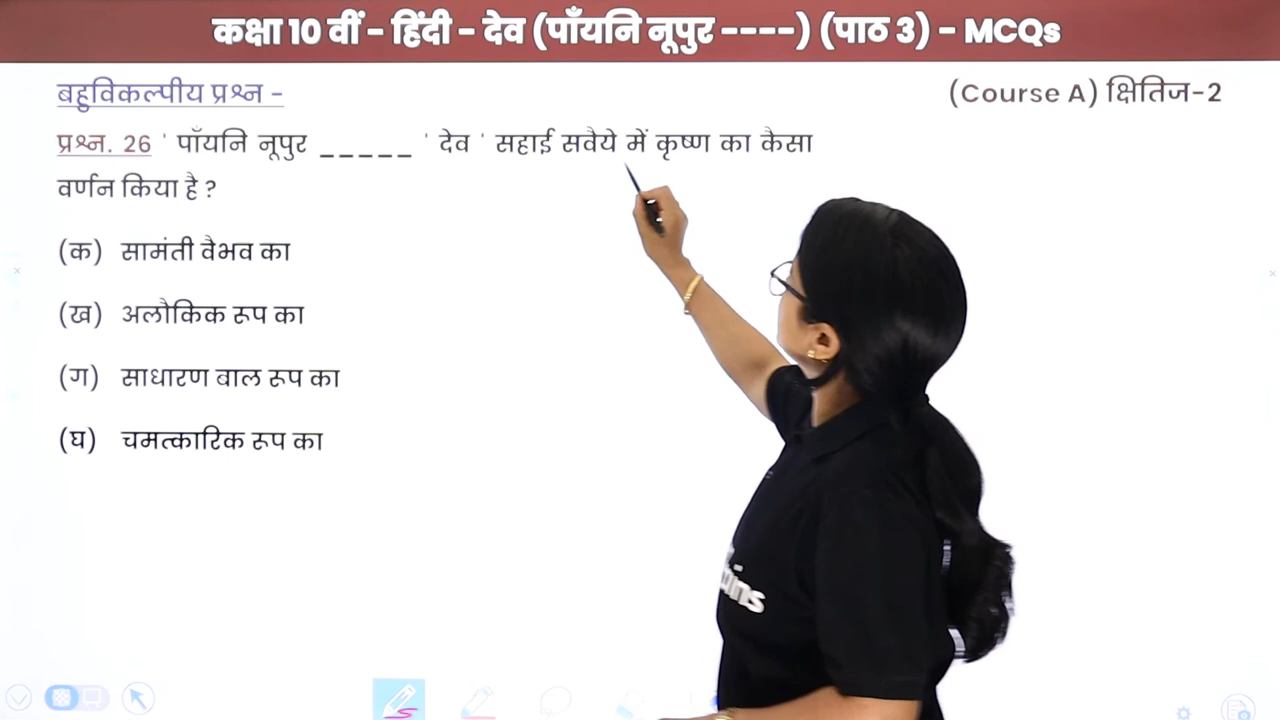 कक्षा 10 वीं - हिंदी - देव (पाँयनि नूपुर ----) (पाठ 3) - MCQs
बहुविकल्पीय प्रश्न -
(Course A) क्षितिज-2
प्रश्न. 26 ' पाँयनि नूपुर _____ ' देव ' सहाई सवैये में कृष्ण का कैसा
वर्णन किया है ?
(क) सामंती वैभव का
(ख) अलौकिक रूप का
(ग) साधारण बाल रूप का
(घ) चमत्कारिक रूप का